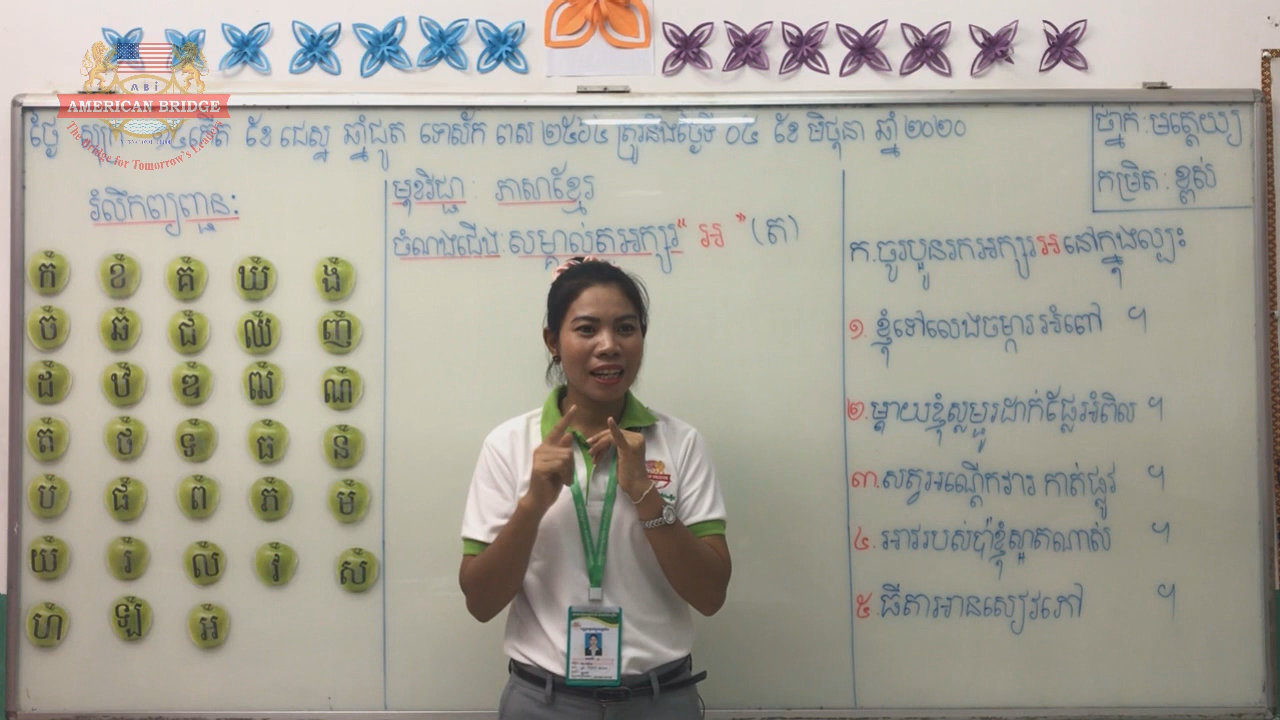 ABi
AMERICAN BRIDGE
The Bridge for Tomorrow's Leaders
ថ្ងៃ កើត ខែ ជេស្ឋ ឆ្នាំជូត ទោស័ក ពស ២៥៦៤ ត្រូវនឹងថ្ងៃទី ០៤ ខែ មិថុនា ឆ្នាំ ២០២០
ថ្នាក់ : មត្តេយ្យ
កម្រិត : ខ្ពស់
រំលឹកព្យញ្ជនៈ
ក ខ គ ឃ ង
ច ឆ ជ ឈ ញ
ដ ឋ ឌ ឍ ណ
ត ថ ទ ធ ន
ប ផ ព ភ ម
យ រ ល វ ស
ហ ឡ អ
មុខវិជ្ជា : ភាសាខ្មែរ
ចំណងជើង សម្គាល់តួអក្សរ "អ" (ត)
ក.ចូរប្អូនរកអក្សរ អ នៅក្នុងល្បះ
១. ខ្ញុំទៅលេងចម្ការអំពៅ ។
២. ម្ដាយខ្ញុំស្លម្ជូរដាក់ផ្លែអំពិល ។
៣. សត្វអណ្ដើកវារ កាត់ផ្លូវ ។
៤. អាវរបស់ប៉ាខ្ញុំស្អាតណាស់ ។
៥. ធីតាអានសៀវភៅ ។